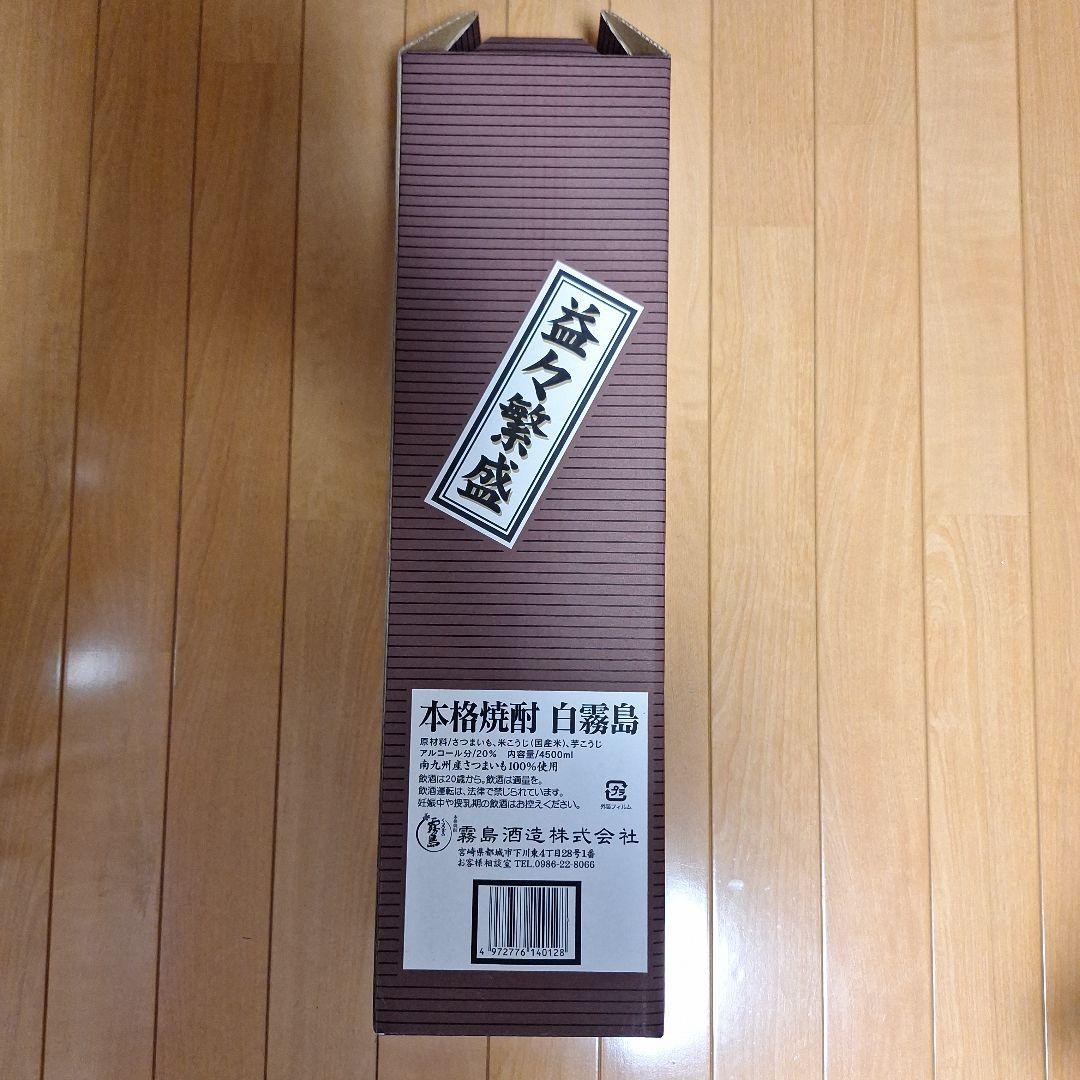 益々繁盛
本格焼酎 白霧島
原材料/さつまいも、米こうじ(国産米)、芋こうじ
アルコール分/20% 内容量/4500ml
南九州産さつまいも100%使用
飲酒は20歳から。飲酒は適量を。
飲酒運転は、法律で禁じられています。
妊娠中や授乳期の飲酒はお控えください。
プラ
外装フィルム
霧島
霧島酒造株式会社
宮崎県都城市下川東4丁目28号1番
お客様相談室 TEL.0986-22-8066
4 972776 140128